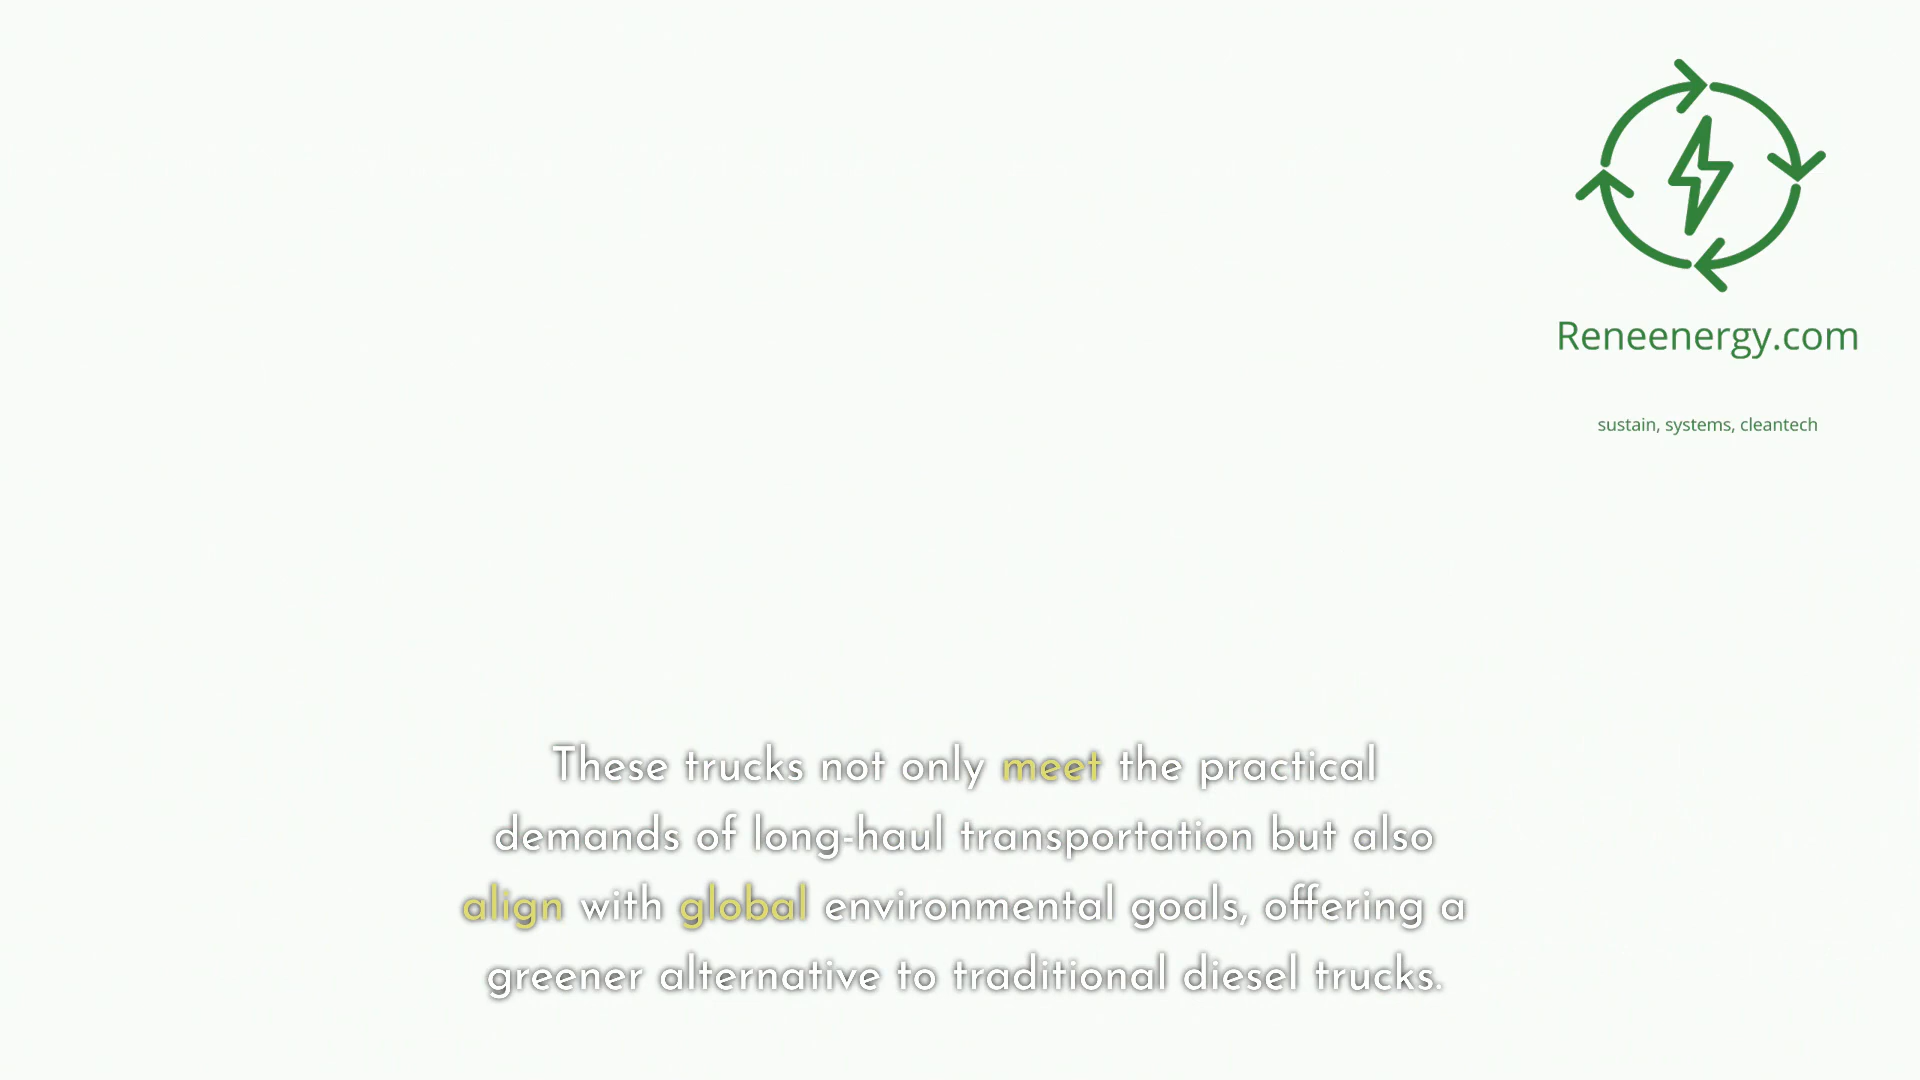 Reneenergy.com
sustain, systems, cleantech
These trucks not only meet the practical
demands of long-haul transportation but also
align with global environmental goals, offering a
greener alternative to traditional diesel trucks.